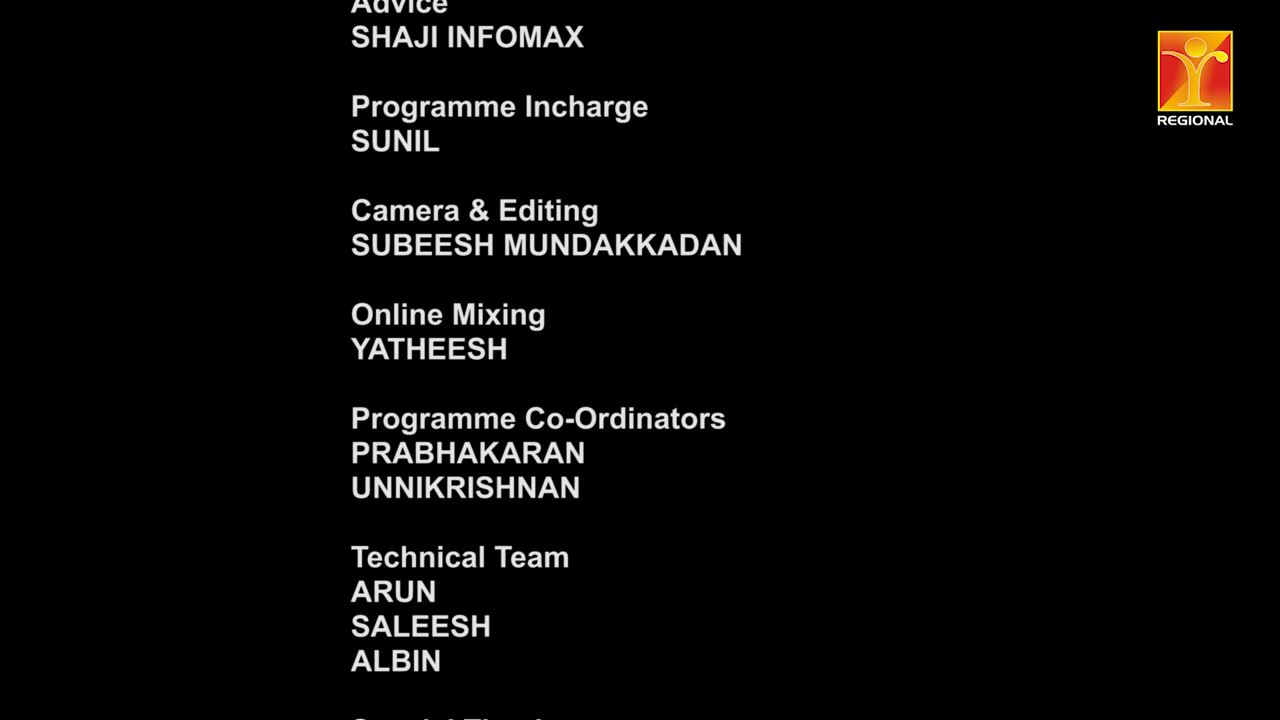 Advice
SHAJI INFOMAX
Programme Incharge
SUNIL
Camera & Editing
SUBEESH MUNDAKKADAN
Online Mixing
YATHEESH
Programme Co-Ordinators
PRABHAKARAN
UNNIKRISHNAN
Technical Team
ARUN
SALEESH
ALBIN
REGIONAL